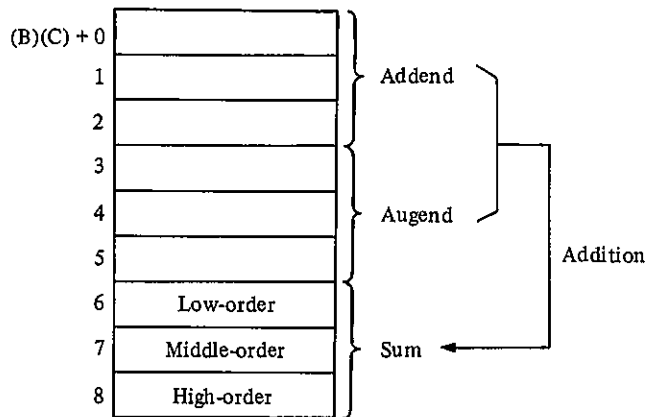 (B)(C) + 0
1
Addend
2
3
4
Augend
5
Addition
6
Low-order
7
Middle-order
Sum
8
High-order